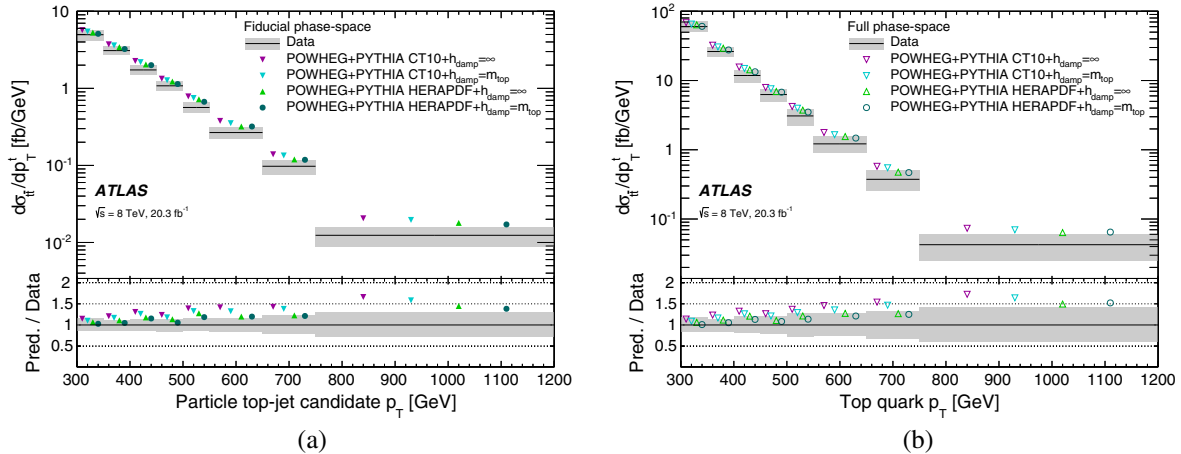 Fiducial phase-space
Data
POWHEG+PYTHIA CT10+h_damp=∞
POWHEG+PYTHIA CT10+h_damp=m_top
POWHEG+PYTHIA HERAPDF+h_damp=∞
POWHEG+PYTHIA HERAPDF+h_damp=m_top
dσ_tt̄/dp_T^t [fb/GeV]
10
1
10⁻¹
10⁻²
ATLAS
√s = 8 TeV, 20.3 fb⁻¹
Pred. / Data
2
1.5
1
0.5
300 400 500 600 700 800 900 1000 1100 1200
Particle top-jet candidate p_T [GeV]
(a)
Full phase-space
Data
POWHEG+PYTHIA CT10+h_damp=∞
POWHEG+PYTHIA CT10+h_damp=m_top
POWHEG+PYTHIA HERAPDF+h_damp=∞
POWHEG+PYTHIA HERAPDF+h_damp=m_top
dσ_tt̄/dp_T^t [fb/GeV]
10²
10
1
10⁻¹
ATLAS
√s = 8 TeV, 20.3 fb⁻¹
Pred. / Data
2
1.5
1
0.5
300 400 500 600 700 800 900 1000 1100 1200
Top quark p_T [GeV]
(b)